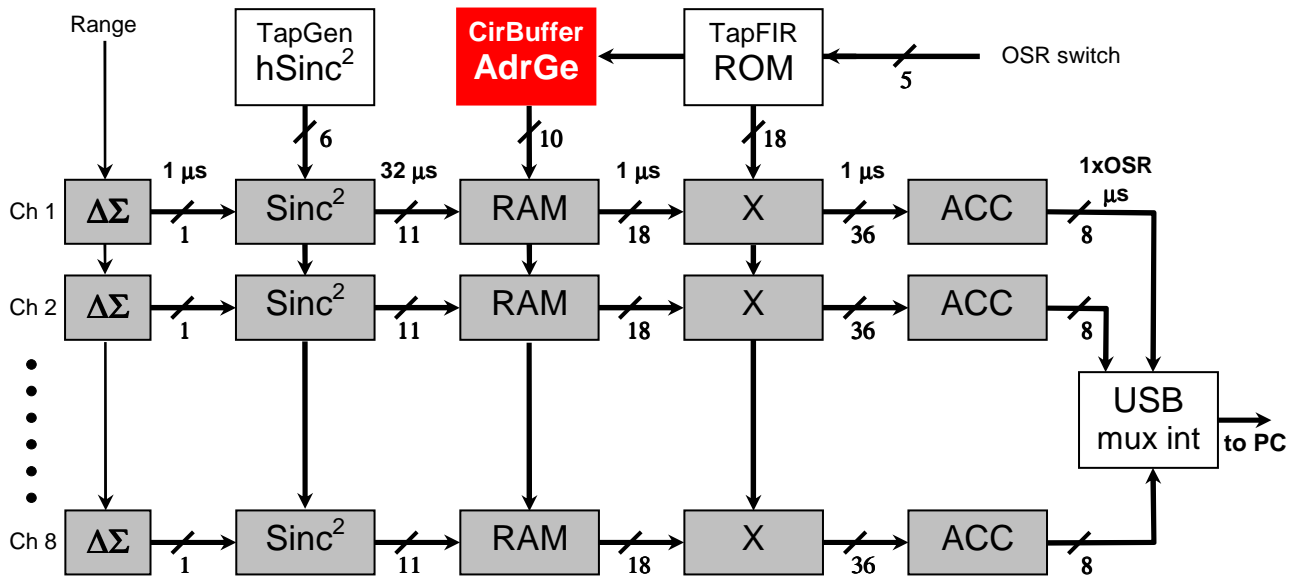 Range
TapGen
hSinc²
CirBuffer
AdrGe
TapFIR
ROM
OSR switch
5
6
10
18
1 µs
32 µs
1 µs
1 µs
1xOSR
µs
Ch 1
ΔΣ
Sinc²
RAM
X
ACC
1
11
18
36
8
Ch 2
ΔΣ
Sinc²
RAM
X
ACC
1
11
18
36
8
USB
mux int
to PC
Ch 8
ΔΣ
Sinc²
RAM
X
ACC
1
11
18
36
8